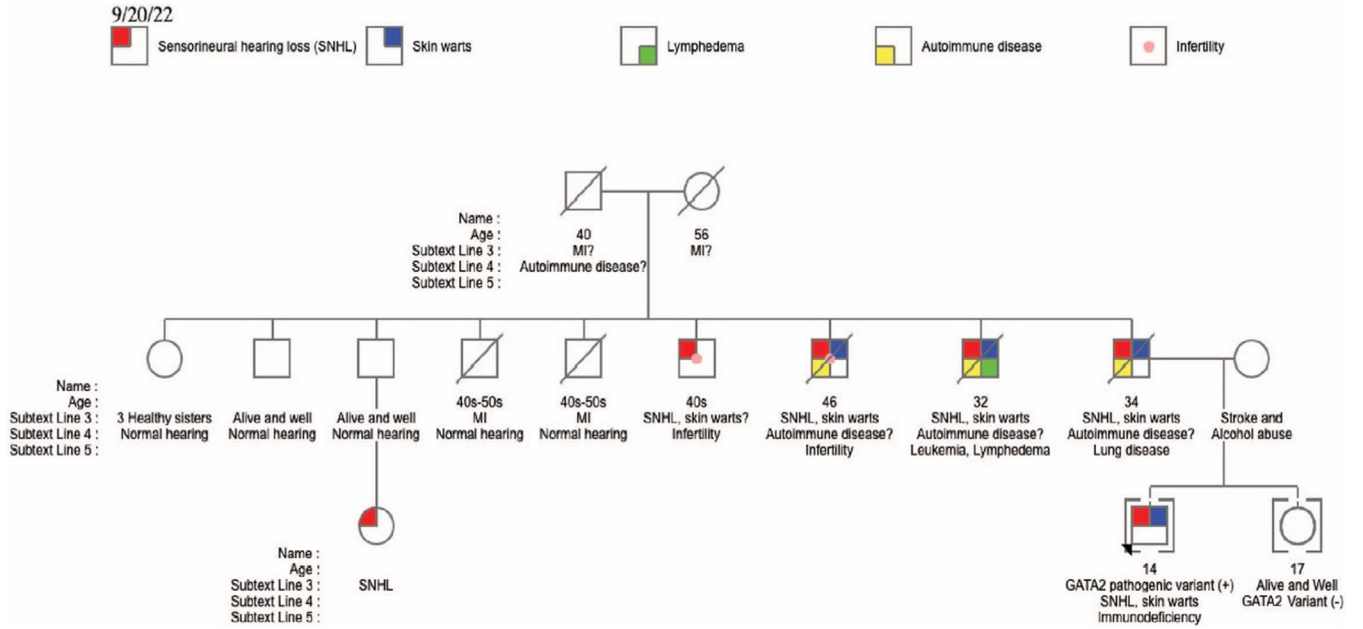 9/20/22
Sensorineural hearing loss (SNHL)
Skin warts
Lymphedema
Autoimmune disease
Infertility
Name :
Age :
Subtext Line 3 :
Subtext Line 4 :
Subtext Line 5 :
40
MI?
Autoimmune disease?
56
MI?
Name :
Age :
Subtext Line 3 :
Subtext Line 4 :
Subtext Line 5 :
3 Healthy sisters
Normal hearing
Alive and well
Normal hearing
Alive and well
Normal hearing
40s-50s
MI
Normal hearing
40s-50s
MI
Normal hearing
40s
SNHL, skin warts?
Infertility
46
SNHL, skin warts
Autoimmune disease?
Infertility
32
SNHL, skin warts
Autoimmune disease?
Leukemia, Lymphedema
34
SNHL, skin warts
Autoimmune disease?
Lung disease
Stroke and
Alcohol abuse
Name :
Age :
Subtext Line 3 :
Subtext Line 4 :
Subtext Line 5 :
SNHL
14
GATA2 pathogenic variant (+)
SNHL, skin warts
Immunodeficiency
17
Alive and Well
GATA2 Variant (-)